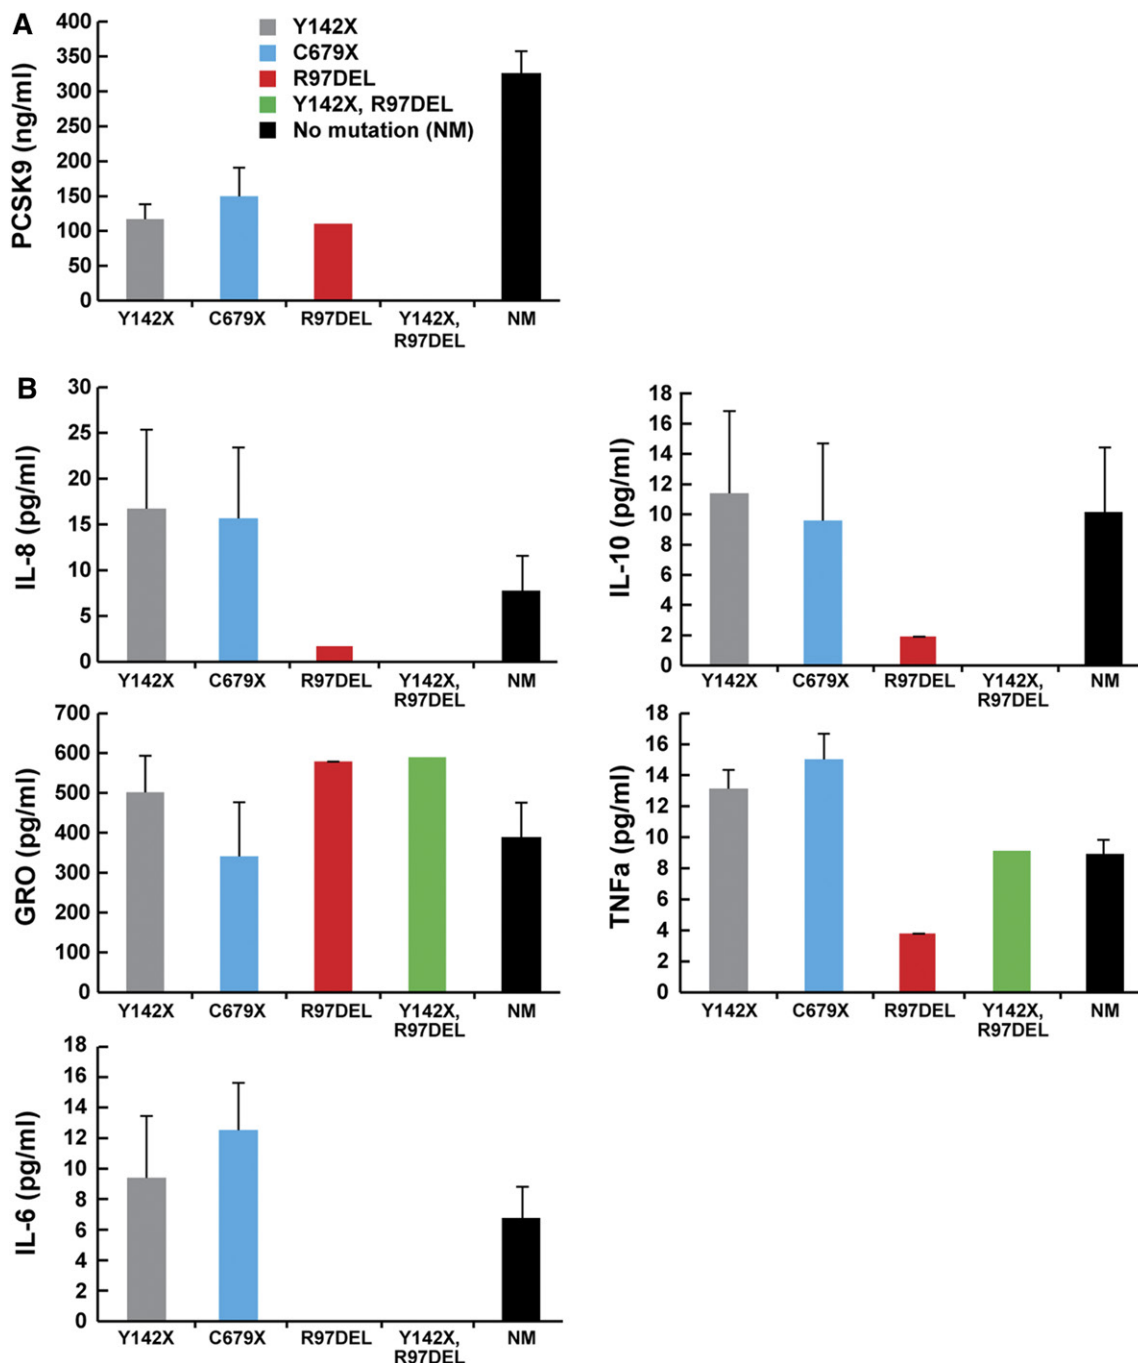 A
PCSK9 (ng/ml)
400
350
300
250
200
150
100
50
0
Y142X
C679X
R97DEL
Y142X, R97DEL
No mutation (NM)
Y142X C679X R97DEL Y142X, NM
R97DEL
B
IL-8 (pg/ml)
30
25
20
15
10
5
0
Y142X C679X R97DEL Y142X, NM
R97DEL
IL-10 (pg/ml)
18
16
14
12
10
8
6
4
2
0
Y142X C679X R97DEL Y142X, NM
R97DEL
GRO (pg/ml)
700
600
500
400
300
200
100
0
Y142X C679X R97DEL Y142X, NM
R97DEL
TNFa (pg/ml)
18
16
14
12
10
8
6
4
2
0
Y142X C679X R97DEL Y142X, NM
R97DEL
IL-6 (pg/ml)
18
16
14
12
10
8
6
4
2
0
Y142X C679X R97DEL Y142X, NM
R97DEL